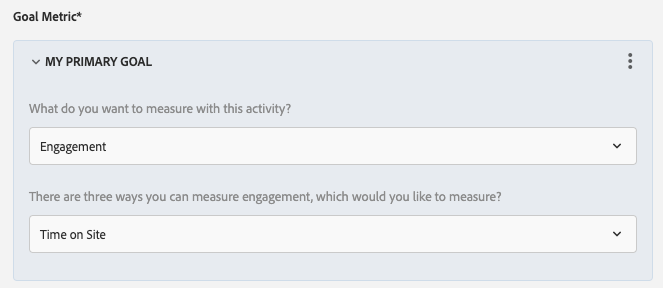 Goal Metric*
MY PRIMARY GOAL
What do you want to measure with this activity?
Engagement
There are three ways you can measure engagement, which would you like to measure?
Time on Site